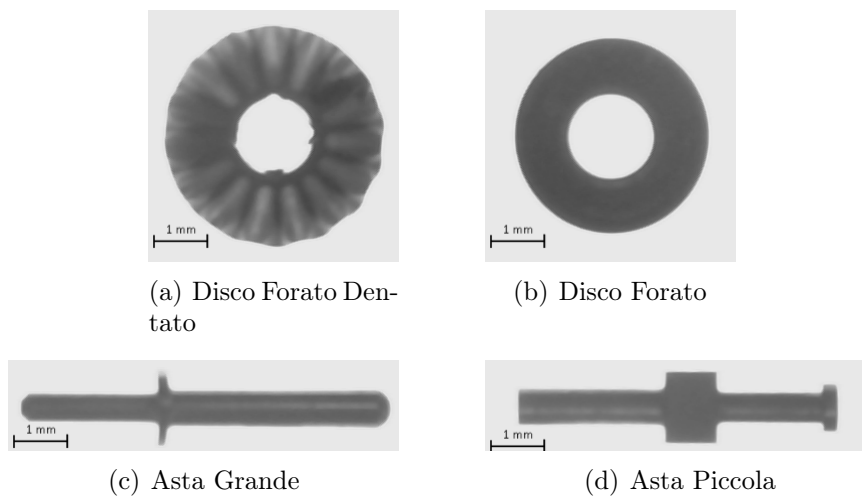 1 mm
1 mm
(a) Disco Forato Den-
tato
(b) Disco Forato
1 mm
1 mm
(c) Asta Grande
(d) Asta Piccola